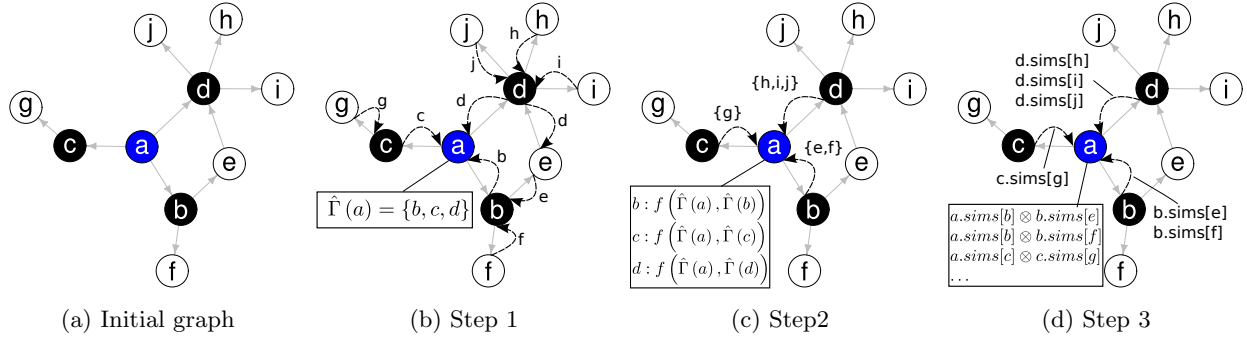 j
h
d
i
g
c
a
e
b
f
(a) Initial graph
j
h
h
j
i
d
i
g
g
c
d
d
c
a
b
e
e
b
f
f
Γ̂ (a) = {b, c, d}
(b) Step 1
j
h
{h,i,j}
d
i
g
{g}
c
a
{e,f}
e
b
f
b : f ( Γ̂ (a) , Γ̂ (b) )
c : f ( Γ̂ (a) , Γ̂ (c) )
d : f ( Γ̂ (a) , Γ̂ (d) )
(c) Step2
j
h
d.sims[h]
d.sims[i]
d.sims[j]
d
i
g
c
a
e
c.sims[g]
b
b.sims[e]
b.sims[f]
f
a.sims[b] ⊗ b.sims[e]
a.sims[b] ⊗ b.sims[f]
a.sims[c] ⊗ c.sims[g]
...
(d) Step 3